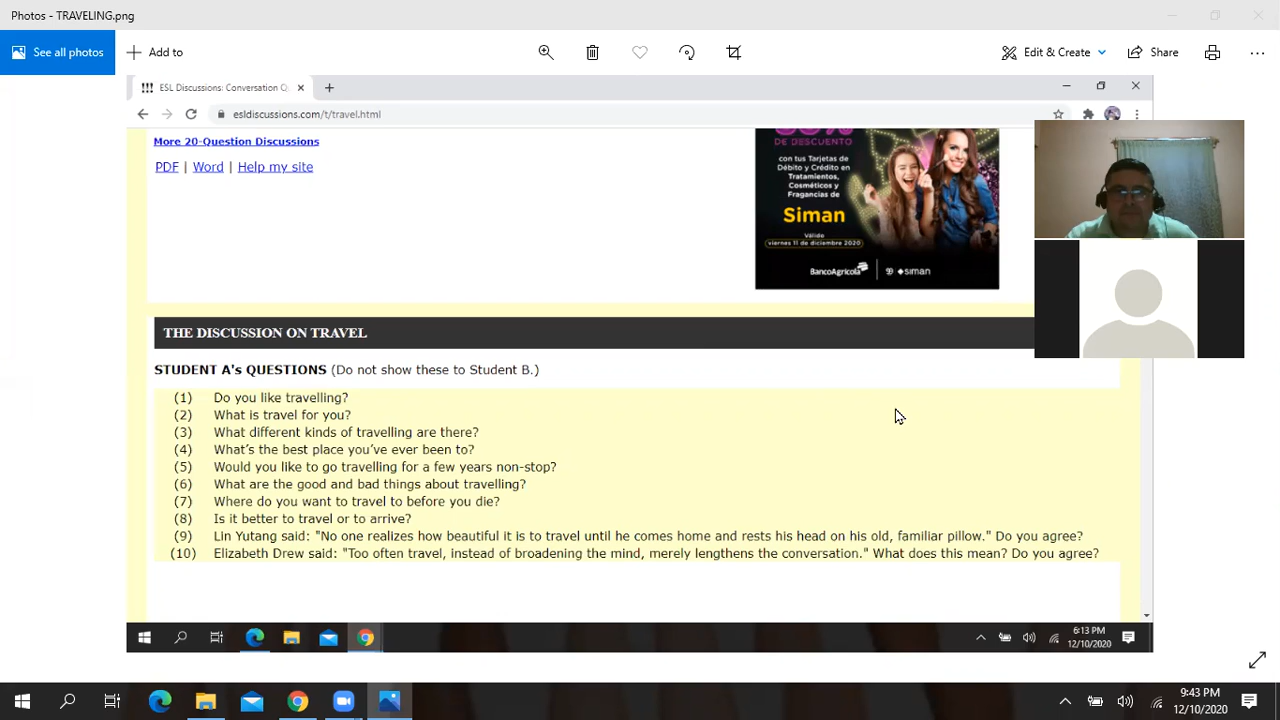 Photos - TRAVELING.png
See all photos
Add to
Edit & Create
Share
ESL Discussions: Conversation Q
esldiscussions.com/t/travel.html
More 20-Question Discussions
PDF | Word | Help my site
DE DESCUENTO
con tus Tarjetas de
Débito y Crédito en
Tratamientos,
Cosméticos y
Fragancias de
Siman
Válido
viernes 11 de diciembre 2020
BancoAgrícola
siman
THE DISCUSSION ON TRAVEL
STUDENT A's QUESTIONS (Do not show these to Student B.)
(1) Do you like travelling?
(2) What is travel for you?
(3) What different kinds of travelling are there?
(4) What's the best place you've ever been to?
(5) Would you like to go travelling for a few years non-stop?
(6) What are the good and bad things about travelling?
(7) Where do you want to travel to before you die?
(8) Is it better to travel or to arrive?
(9) Lin Yutang said: "No one realizes how beautiful it is to travel until he comes home and rests his head on his old, familiar pillow." Do you agree?
(10) Elizabeth Drew said: "Too often travel, instead of broadening the mind, merely lengthens the conversation." What does this mean? Do you agree?
6:13 PM
12/10/2020
9:43 PM
12/10/2020